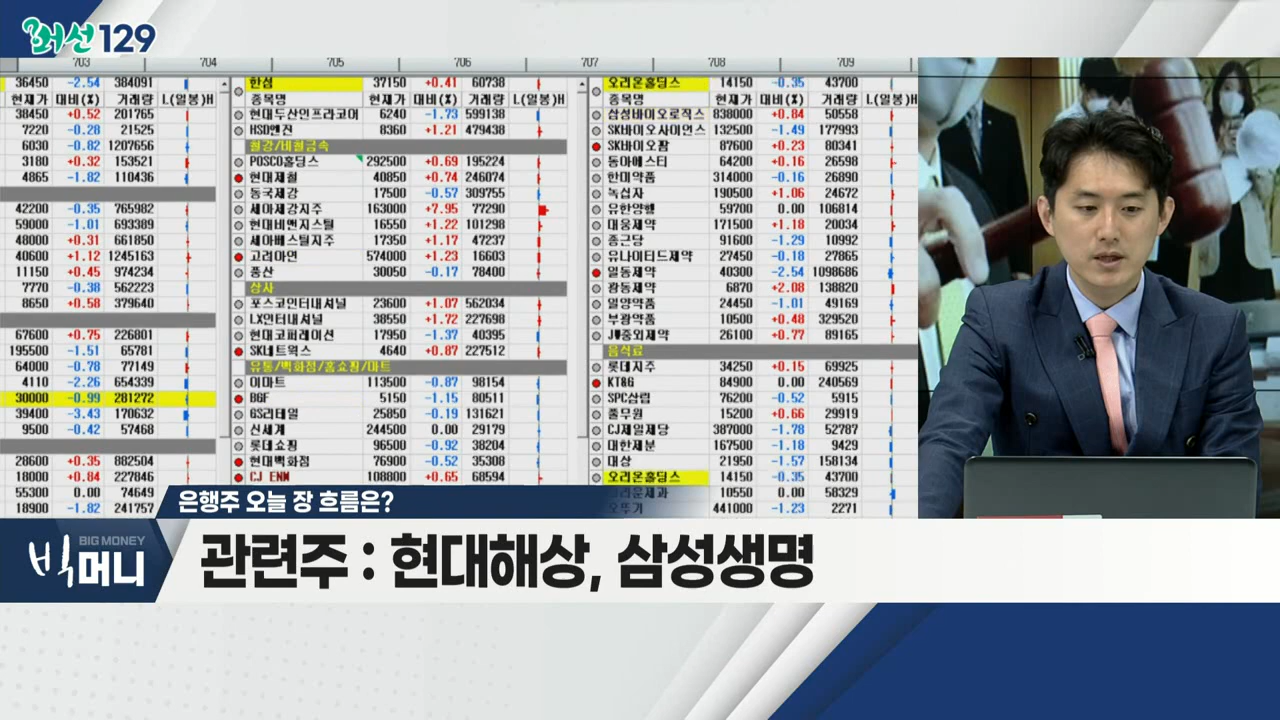 머선129
703 704 705 706 707 708 709
36450 -2.54 384091
현재가 대비(%) 거래량 L(일봉)H
38450 +0.52 201765
7220 -0.28 21525
6030 -0.82 1207656
3180 +0.32 153521
4865 -1.82 110436
42200 -0.35 765982
59000 -1.01 693389
48000 +0.31 661850
40600 +1.12 1245163
11150 +0.45 974234
7770 -0.38 562223
8650 +0.58 379640
67600 +0.75 226801
195500 -1.51 65781
64000 -0.78 77149
4110 -2.26 654339
30000 -0.99 281272
39400 -3.43 170632
9500 -0.42 57468
28600 +0.35 882504
18000 +0.84 227846
55300 0.00 74649
18900 -1.82 241757
한섬 37150 +0.41 60738
종목명 현재가 대비(%) 거래량 L(일봉)H
현대두산인프라코어 6240 -1.73 599138
HSD엔진 8360 +1.21 479438
철강/비철금속
POSCO홀딩스 292500 +0.69 195224
현대제철 40850 +0.74 246074
동국제강 17500 -0.57 309755
세아제강지주 163000 +7.95 77290
현대비앤지스틸 16550 +1.22 101298
세아베스틸지주 17350 +1.17 47237
고려아연 574000 +1.23 16603
풍산 30050 -0.17 78400
상사
포스코인터내셔널 23600 +1.07 562034
LX인터내셔널 38550 +1.72 227698
현대코퍼레이션 17950 -1.37 40395
SK네트웍스 4640 +0.87 227512
유통/백화점/홈쇼핑/마트
이마트 113500 -0.87 98154
BGF 5150 -1.15 80511
GS리테일 25850 -0.19 131621
신세계 244500 0.00 29179
롯데쇼핑 96500 -0.92 38204
현대백화점 76900 -0.52 35308
CJ ENM 108800 +0.65 68594
오리온홀딩스 14150 -0.35 43700
종목명 현재가 대비(%) 거래량 L(일봉)H
삼성바이오로직스 838000 +0.84 50558
SK바이오사이언스 132500 -1.49 177993
SK바이오팜 87600 +0.23 80341
동아에스티 64200 +0.16 26598
한미약품 314000 -0.16 26890
녹십자 190500 +1.06 24672
유한양행 59700 0.00 106814
대웅제약 171500 +1.18 20034
종근당 91600 -1.29 10992
유나이티드제약 27450 -0.18 27865
일동제약 40300 -2.54 1098686
광동제약 6870 +2.08 138820
일양약품 24450 -1.01 49169
부광약품 10500 +0.48 329520
JW중외제약 26100 +0.77 89165
음식료
롯데지주 34250 +0.15 69925
KT&G 84900 0.00 240569
SPC삼립 76200 -0.52 5915
풀무원 15200 +0.66 29919
CJ제일제당 387000 -1.78 52787
대한제분 167500 -1.18 9429
대상 21950 -1.57 158134
오리온홀딩스 14150 -0.35 43700
10550 0.00 58329
오뚜기 441000 -1.23 2271
은행주 오늘 장 흐름은?
BIG MONEY
빅머니
관련주 : 현대해상, 삼성생명